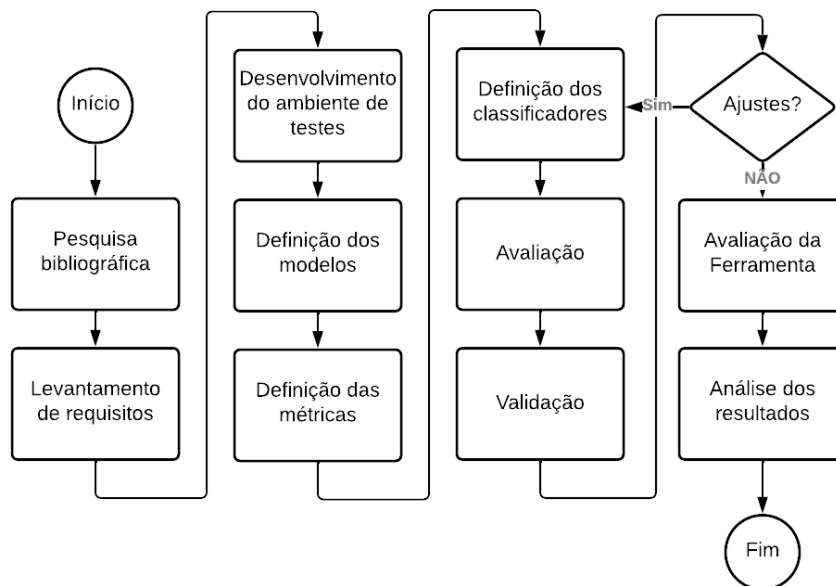 Início
Pesquisa
bibliográfica
Levantamento
de requisitos
Desenvolvimento
do ambiente de
testes
Definição dos
modelos
Definição das
métricas
Definição dos
classificadores
Avaliação
Validação
Ajustes?
Sim
NÃO
Avaliação da
Ferramenta
Análise dos
resultados
Fim